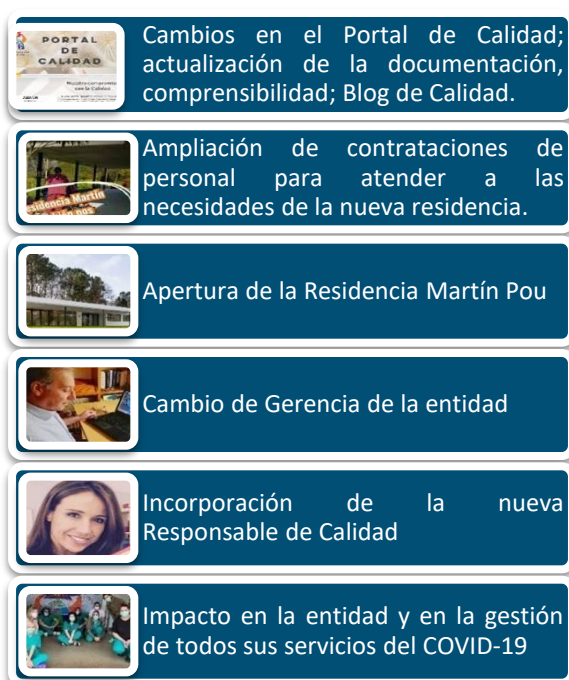 PORTAL
DE
CALIDAD
Cambios en el Portal de Calidad;
actualización de la documentación,
comprensibilidad; Blog de Calidad.
Ampliación de contrataciones de
personal para atender a las
necesidades de la nueva residencia.
esidencia Martín
Apertura de la Residencia Martín Pou
Cambio de Gerencia de la entidad
Incorporación de la nueva
Responsable de Calidad
Impacto en la entidad y en la gestión
de todos sus servicios del COVID-19